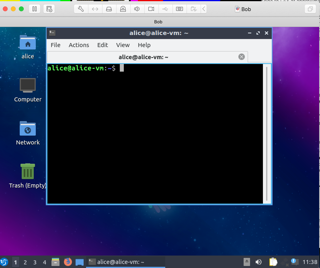 Bob
Bob
alice@alice-vm: ~
File Actions Edit View Help
alice@alice-vm: ~
alice@alice-vm:~$
alice
Computer
Network
Trash (Empty)
1 2 3 4
alice@alice-vm: ~
11:38